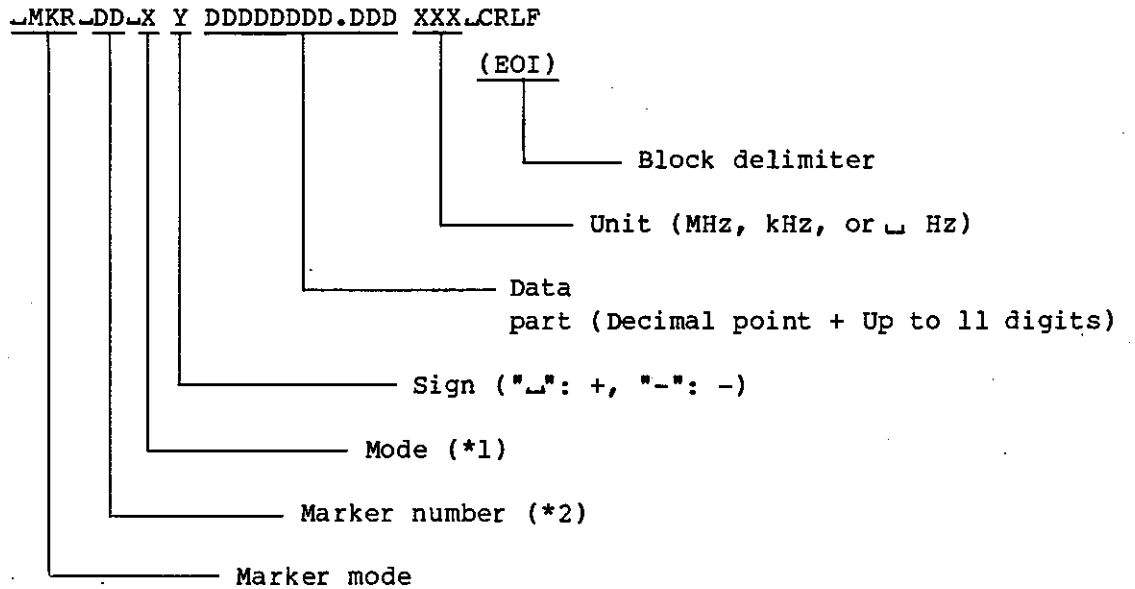 ␣MKR␣DD␣X Y DDDDDDDD.DDD XXX␣CRLF
(EOI)
Block delimiter
Unit (MHz, kHz, or ␣ Hz)
Data
part (Decimal point + Up to 11 digits)
Sign ("␣": +, "-": -)
Mode (*1)
Marker number (*2)
Marker mode